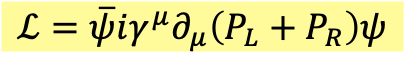 ℒ = ψ̄iγ^μ∂_μ(P_L + P_R)ψ